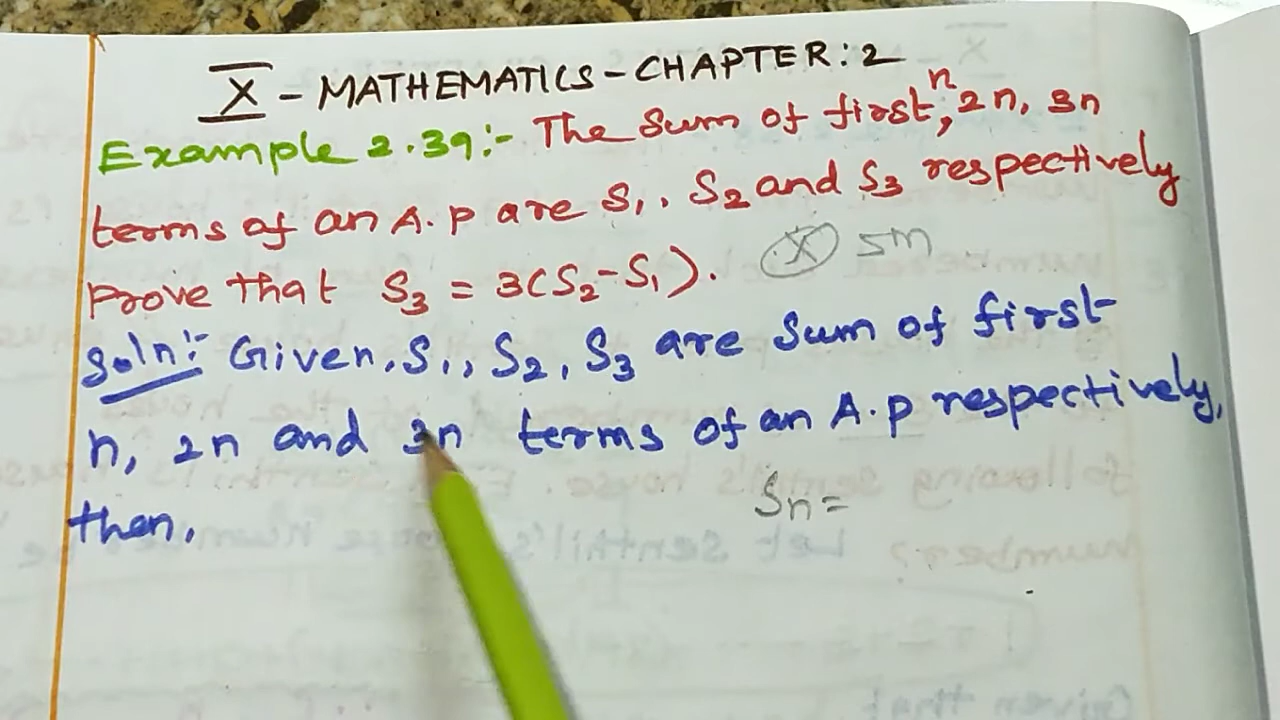 X - MATHEMATICS - CHAPTER : 2
Example 2.39:- The Sum of first n, 2n, 3n
terms of an A.P are S₁, S₂ and S₃ respectively
Prove that S₃ = 3(S₂-S₁). X 5m
Soln:- Given, S₁, S₂, S₃ are Sum of first
n, 2n and 3n terms of an A.P respectively,
then,
Sn =